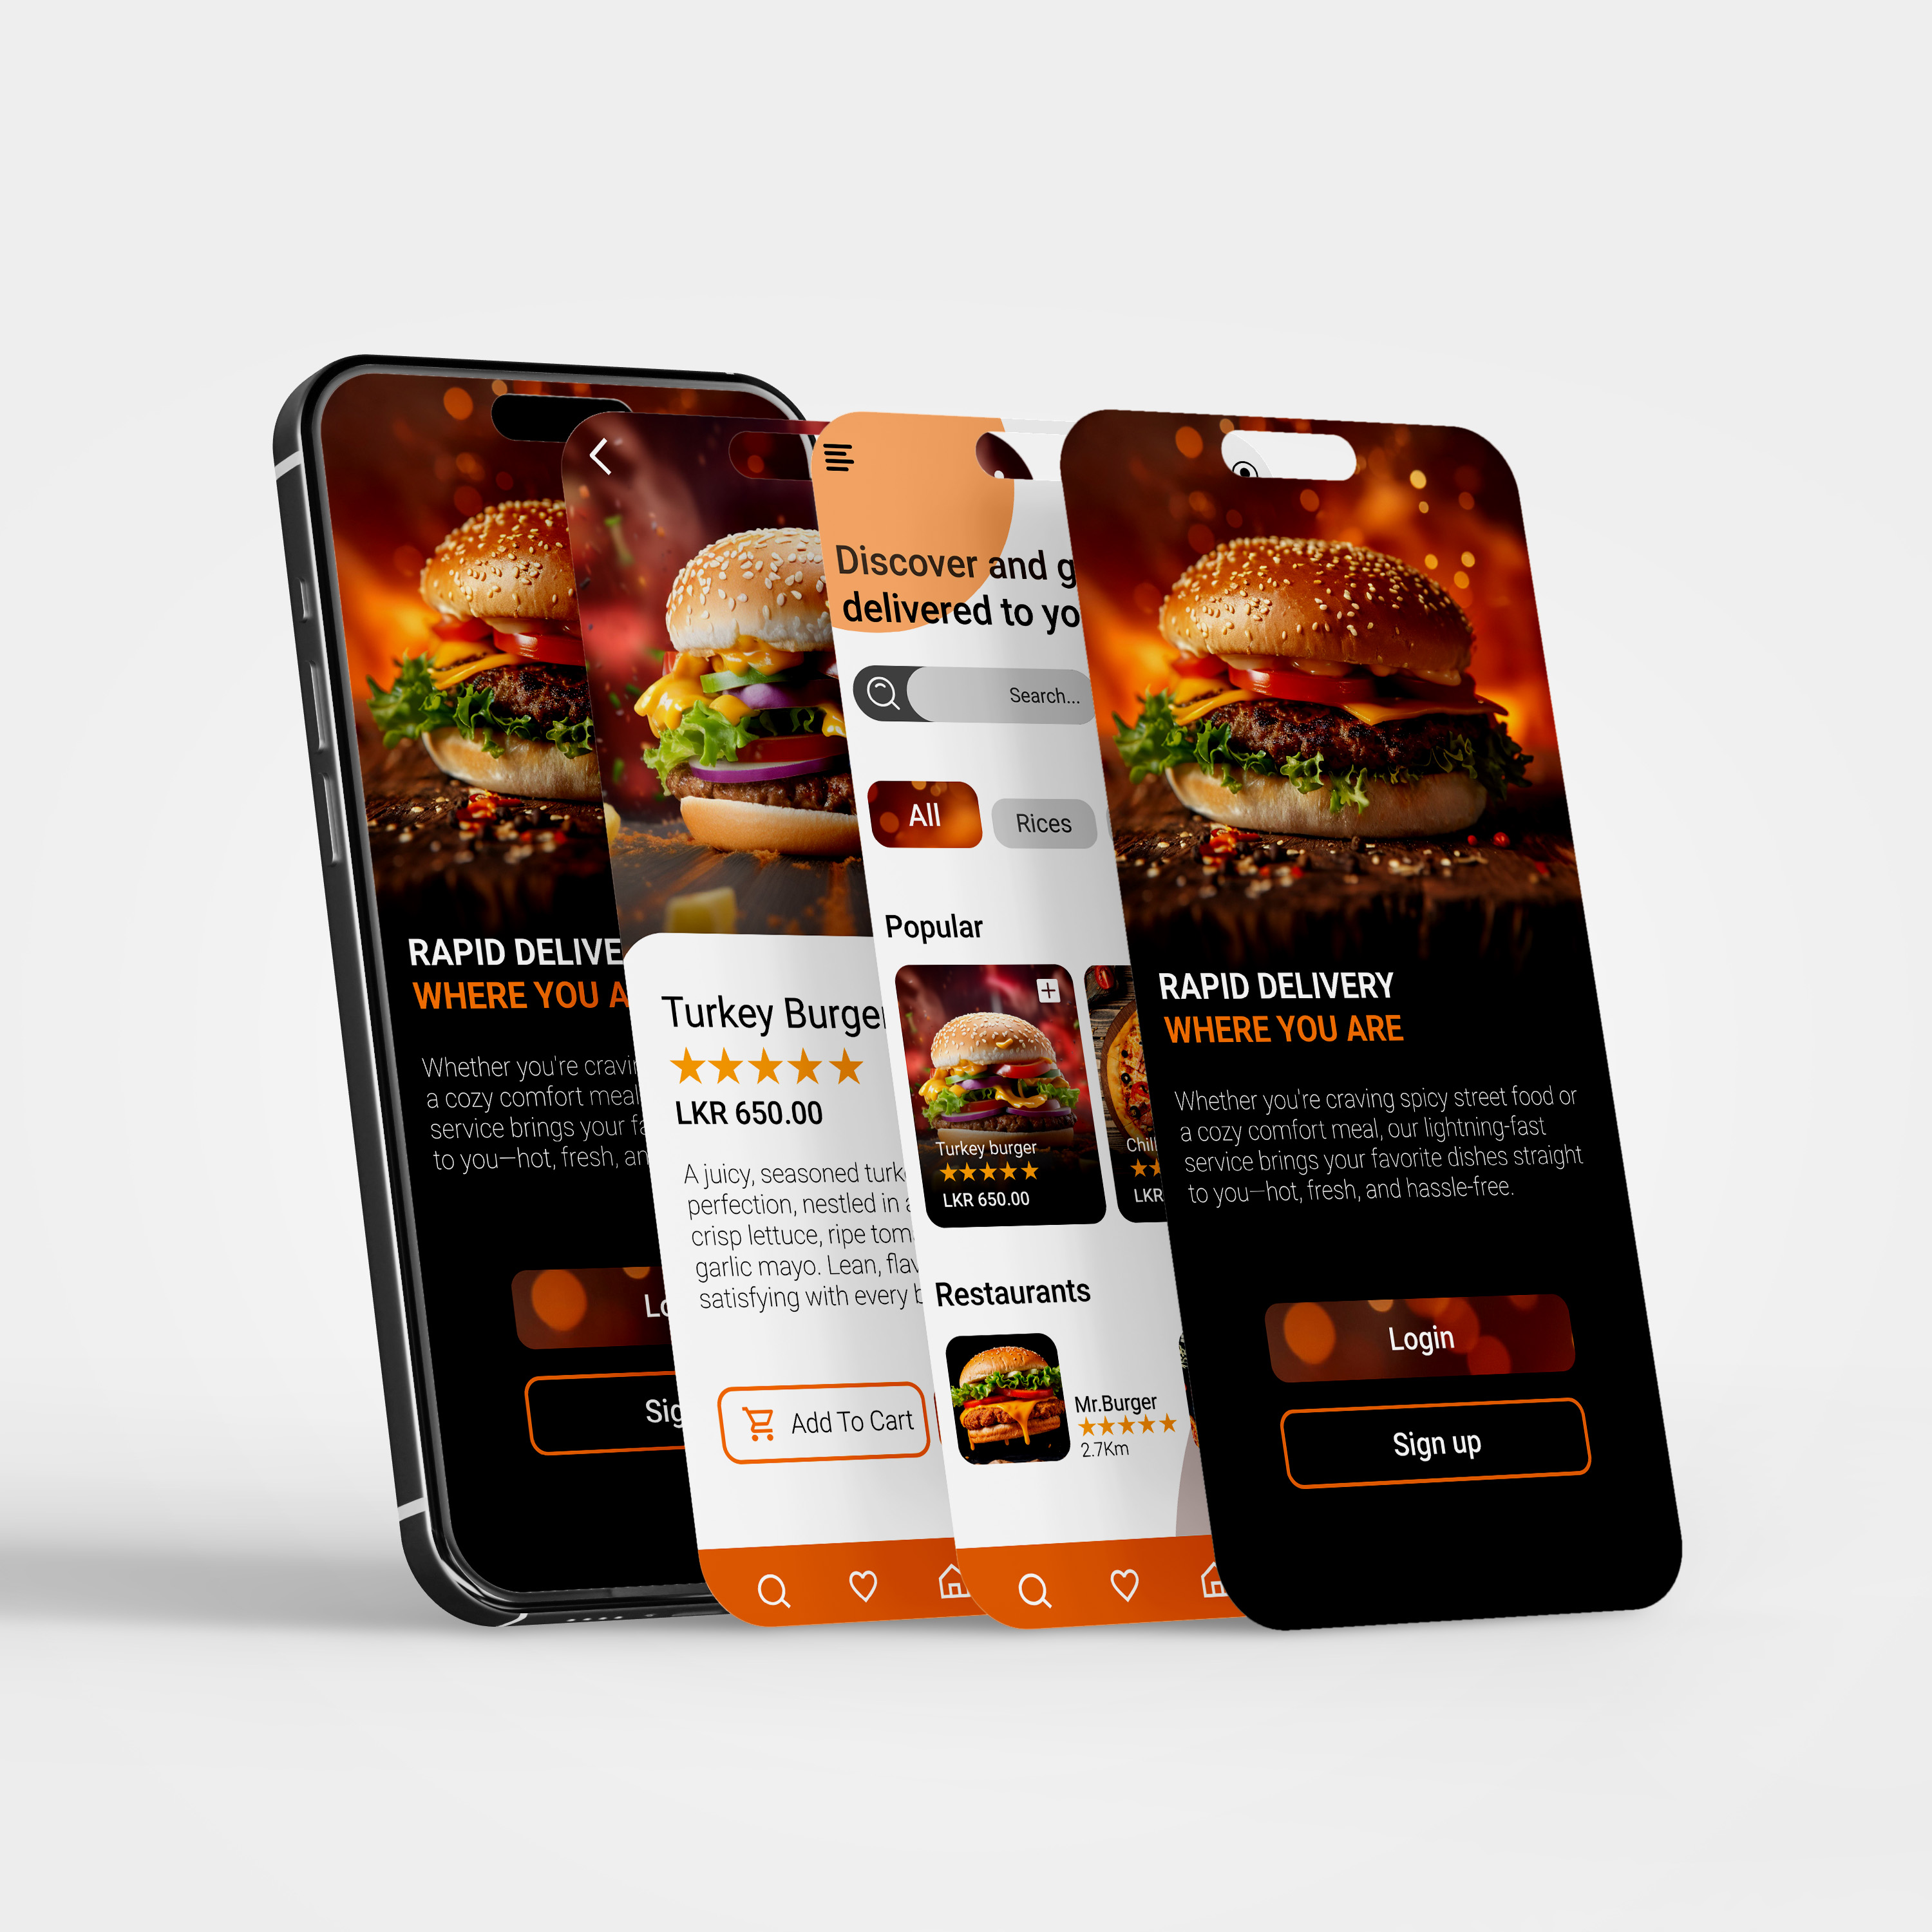 RAPID DELIVE
WHERE YOU A
Whether you're cravin
a cozy comfort meal
service brings your fa
to you—hot, fresh, an
Lo
Sig
Turkey Burger
LKR 650.00
A juicy, seasoned turk
perfection, nestled in a
crisp lettuce, ripe tom
garlic mayo. Lean, flav
satisfying with every b
Add To Cart
Discover and g
delivered to yo
Search...
All
Rices
Popular
Turkey burger
LKR 650.00
Chill
LKR
Restaurants
Mr.Burger
2.7Km
RAPID DELIVERY
WHERE YOU ARE
Whether you're craving spicy street food or
a cozy comfort meal, our lightning-fast
service brings your favorite dishes straight
to you—hot, fresh, and hassle-free.
Login
Sign up